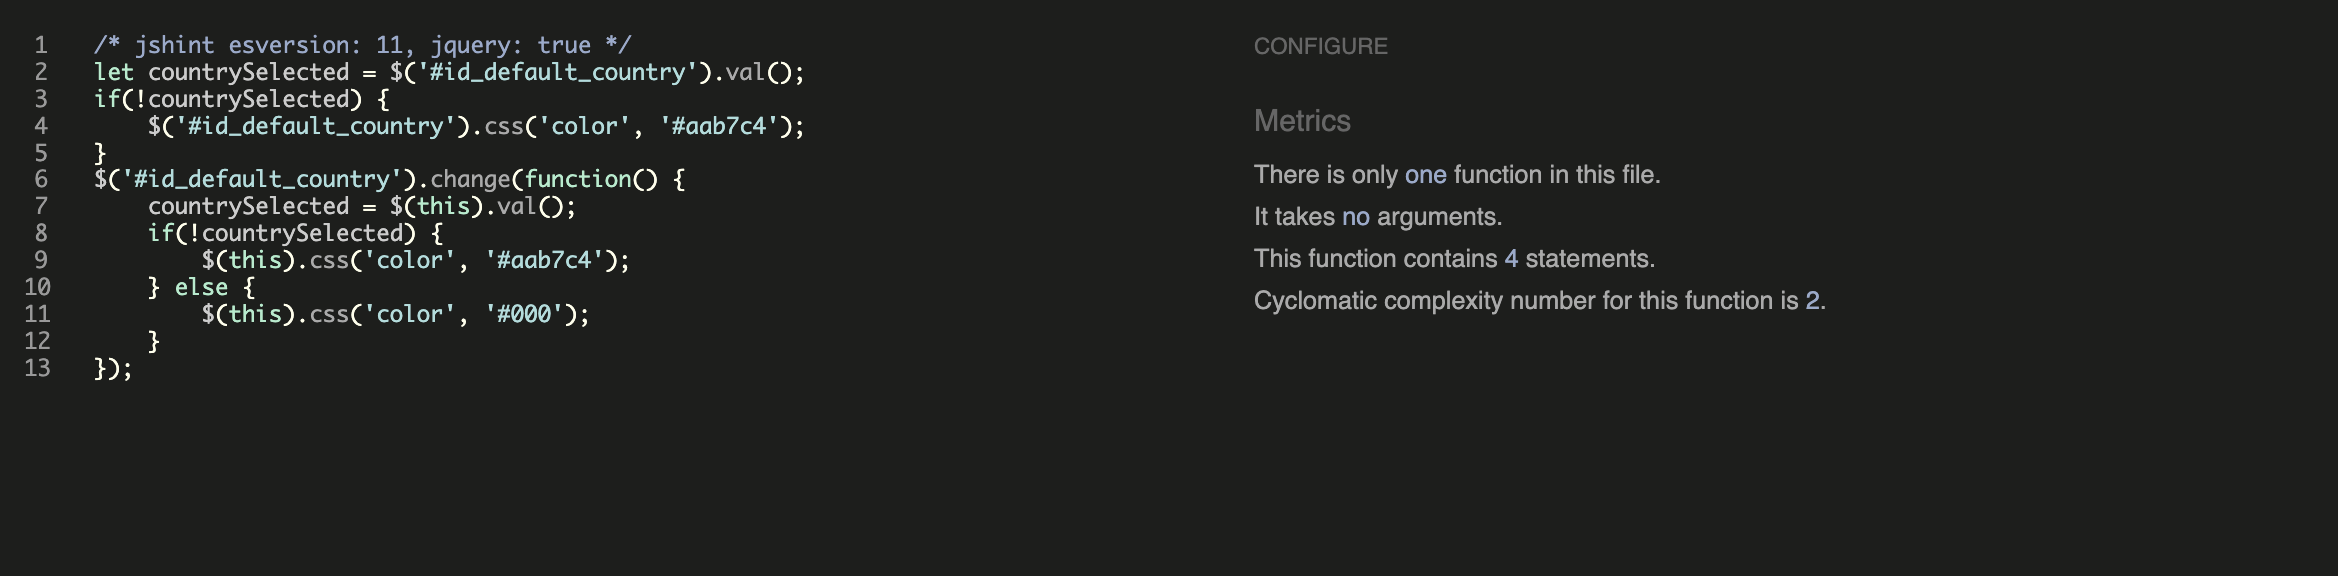 1 /* jshint esversion: 11, jquery: true */
2 let countrySelected = $('#id_default_country').val();
3 if(!countrySelected) {
4     $('#id_default_country').css('color', '#aab7c4');
5 }
6 $('#id_default_country').change(function() {
7     countrySelected = $(this).val();
8     if(!countrySelected) {
9         $(this).css('color', '#aab7c4');
10     } else {
11         $(this).css('color', '#000');
12     }
13 });
CONFIGURE
Metrics
There is only one function in this file.
It takes no arguments.
This function contains 4 statements.
Cyclomatic complexity number for this function is 2.